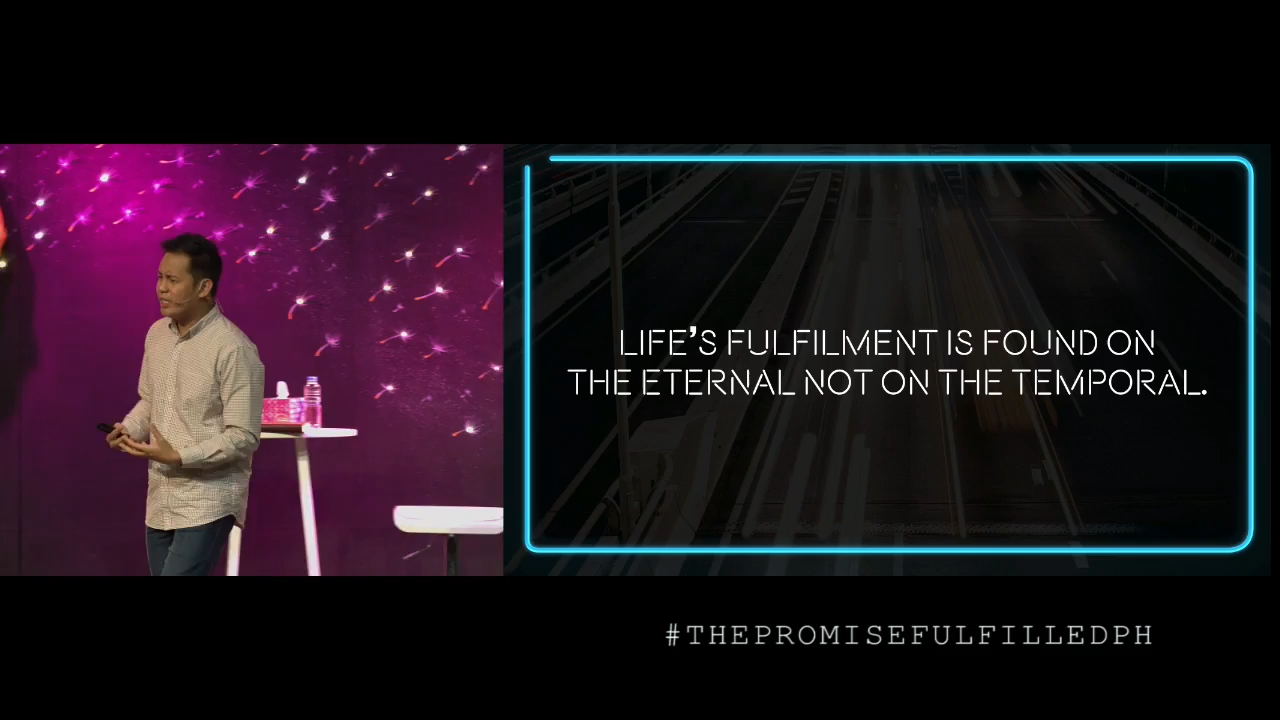 LIFE'S FULFILMENT IS FOUND ON
THE ETERNAL NOT ON THE TEMPORAL.
#THEPROMISEFULFILLEDPH